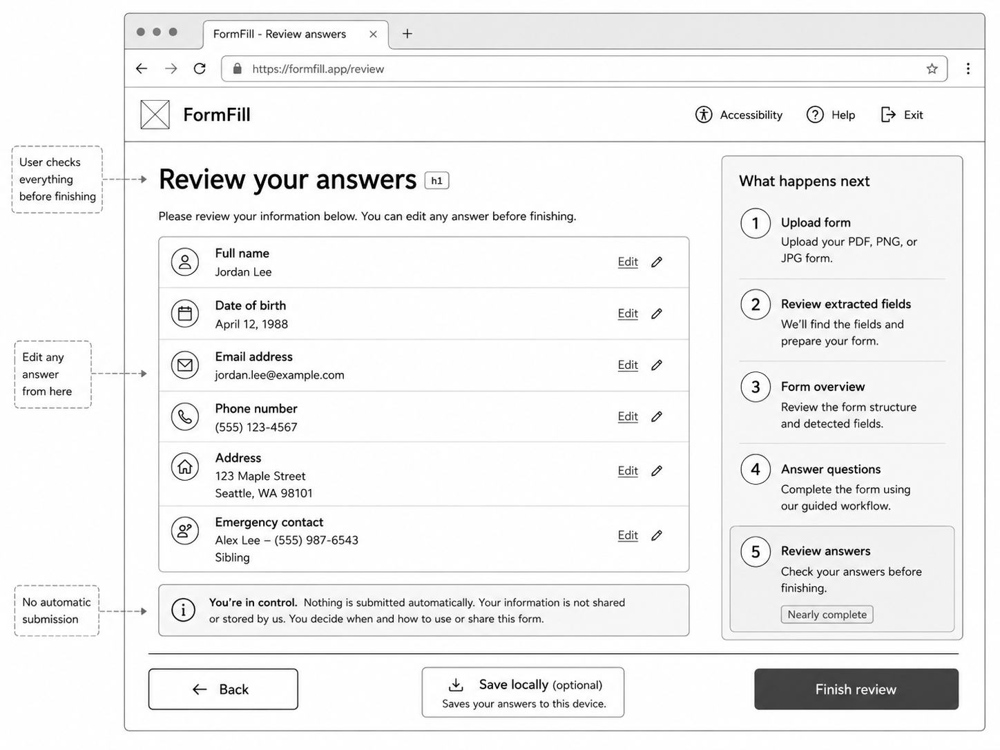 FormFill - Review answers
https://formfill.app/review
FormFill
Accessibility
Help
Exit
User checks
everything
before finishing
Review your answers
h1
Please review your information below. You can edit any answer before finishing.
Full name
Jordan Lee
Edit
Date of birth
April 12, 1988
Edit
Edit any
answer
from here
Email address
jordan.lee@example.com
Edit
Phone number
(555) 123-4567
Edit
Address
123 Maple Street
Seattle, WA 98101
Edit
Emergency contact
Alex Lee – (555) 987-6543
Sibling
Edit
No automatic
submission
You’re in control. Nothing is submitted automatically. Your information is not shared
or stored by us. You decide when and how to use or share this form.
What happens next
1
Upload form
Upload your PDF, PNG, or
JPG form.
2
Review extracted fields
We’ll find the fields and
prepare your form.
3
Form overview
Review the form structure
and detected fields.
4
Answer questions
Complete the form using
our guided workflow.
5
Review answers
Check your answers before
finishing.
Nearly complete
Back
Save locally (optional)
Saves your answers to this device.
Finish review